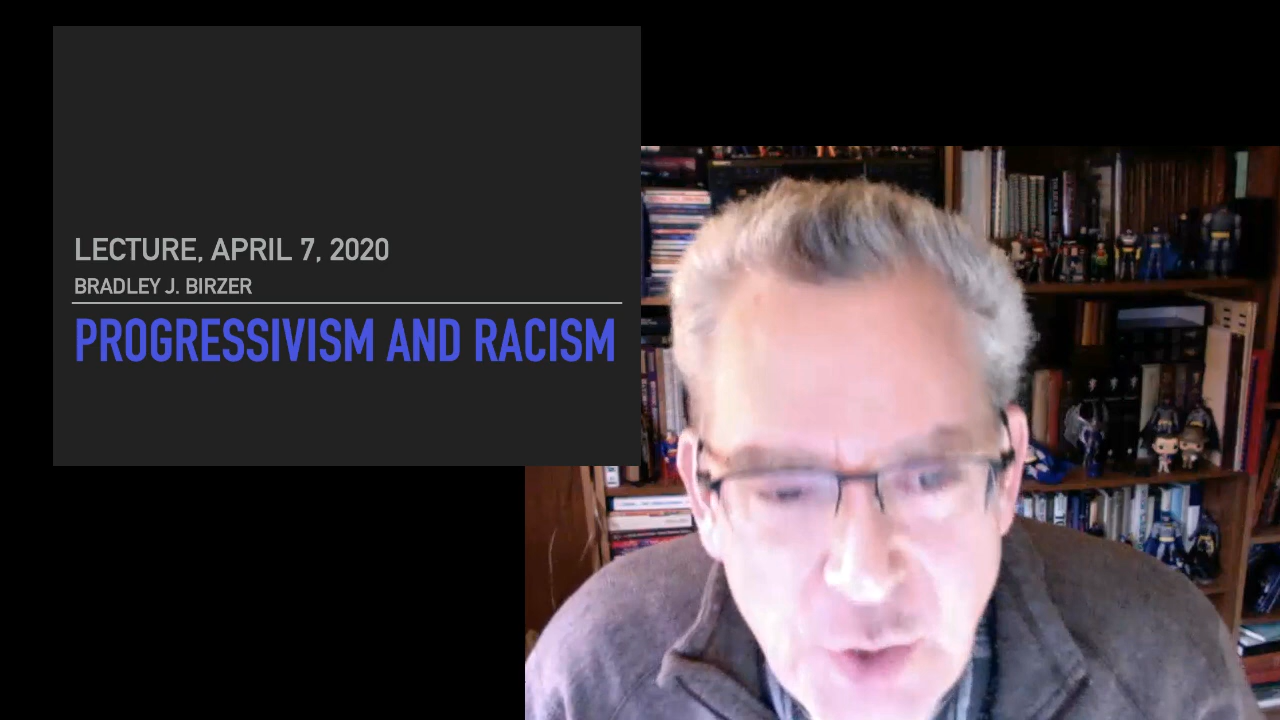 LECTURE, APRIL 7, 2020
BRADLEY J. BIRZER
PROGRESSIVISM AND RACISM